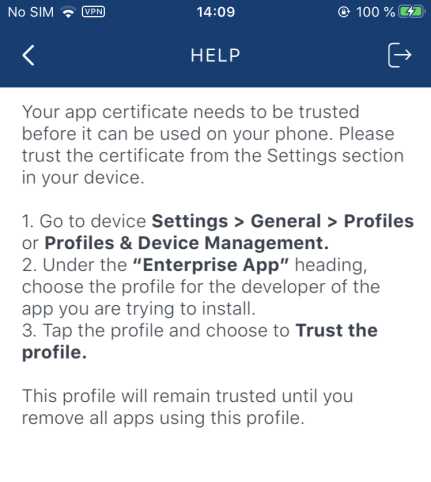 No SIM VPN 14:09 100 %
HELP
Your app certificate needs to be trusted
before it can be used on your phone. Please
trust the certificate from the Settings section
in your device.
1. Go to device Settings > General > Profiles
or Profiles & Device Management.
2. Under the “Enterprise App” heading,
choose the profile for the developer of the
app you are trying to install.
3. Tap the profile and choose to Trust the
profile.
This profile will remain trusted until you
remove all apps using this profile.